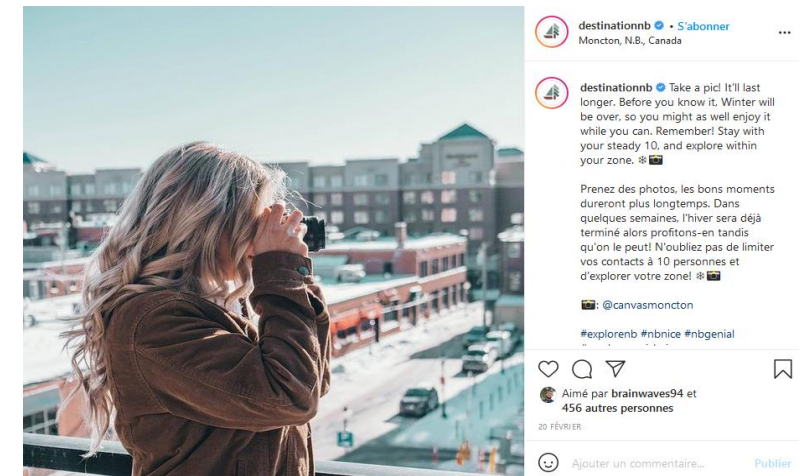 destinationnb • S'abonner
Moncton, N.B., Canada
destinationnb Take a pic! It'll last
longer. Before you know it, Winter will
be over, so you might as well enjoy it
while you can. Remember! Stay with
your steady 10, and explore within
your zone. ❄📸
Prenez des photos, les bons moments
dureront plus longtemps. Dans
quelques semaines, l'hiver sera déjà
terminé alors profitons-en tandis
qu'on le peut! N'oubliez pas de limiter
vos contacts à 10 personnes et
d'explorer votre zone! ❄📸
📸: @canvasmoncton
#explorenb #nbnice #nbgenial
Aimé par brainwaves94 et
456 autres personnes
20 FÉVRIER
Ajouter un commentaire... Publier